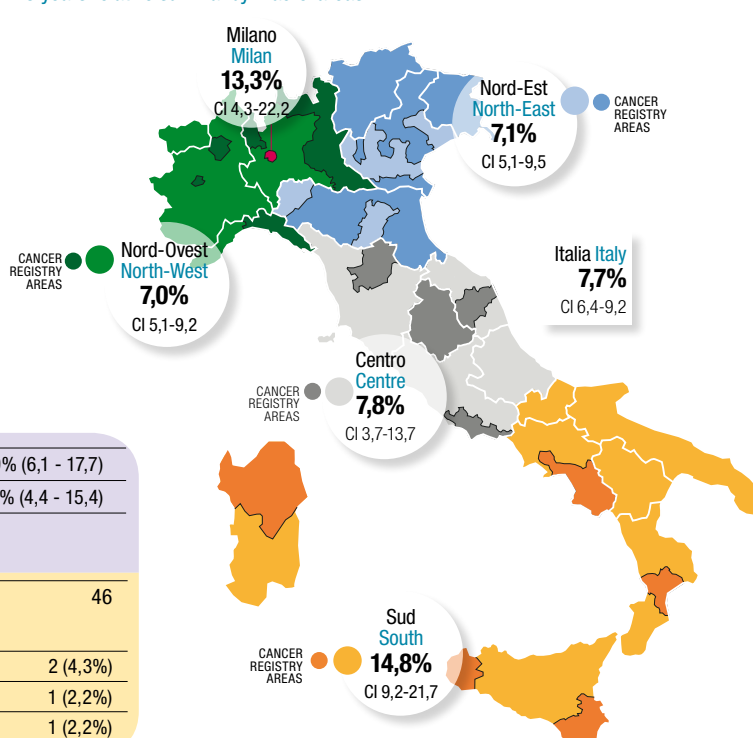 Milano
Milan
13,3%
CI 4,3-22,2
Nord-Est
North-East
7,1%
CI 5,1-9,5
CANCER
REGISTRY
AREAS
Nord-Ovest
North-West
7,0%
CI 5,1-9,2
CANCER
REGISTRY
AREAS
Italia Italy
7,7%
CI 6,4-9,2
Centro
Centre
7,8%
CI 3,7-13,7
CANCER
REGISTRY
AREAS
% (6,1 - 17,7)
% (4,4 - 15,4)
46
2 (4,3%)
1 (2,2%)
1 (2,2%)
Sud
South
14,8%
CI 9,2-21,7
CANCER
REGISTRY
AREAS